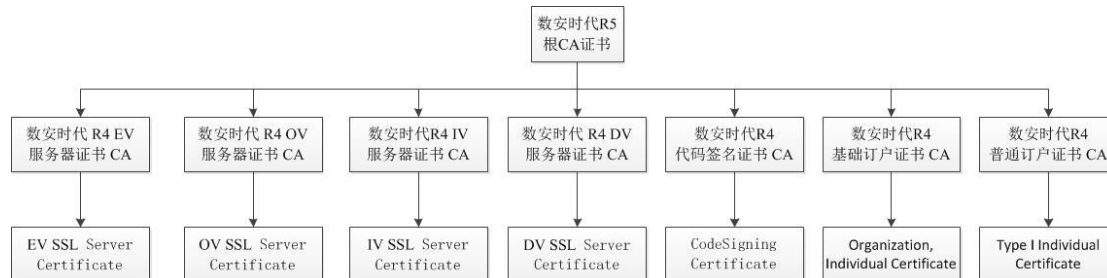 数安时代R5
根CA证书
数安时代 R4 EV
服务器证书 CA
数安时代 R4 OV
服务器证书 CA
数安时代R4 IV
服务器证书 CA
数安时代 R4 DV
服务器证书 CA
数安时代R4
代码签名证书 CA
数安时代R4
基础订户证书 CA
数安时代R4
普通订户证书 CA
EV SSL Server
Certificate
OV SSL Server
Certificate
IV SSL Server
Certificate
DV SSL Server
Certificate
CodeSigning
Certificate
Organization,
Individual Certificate
Type I Individual
Certificate